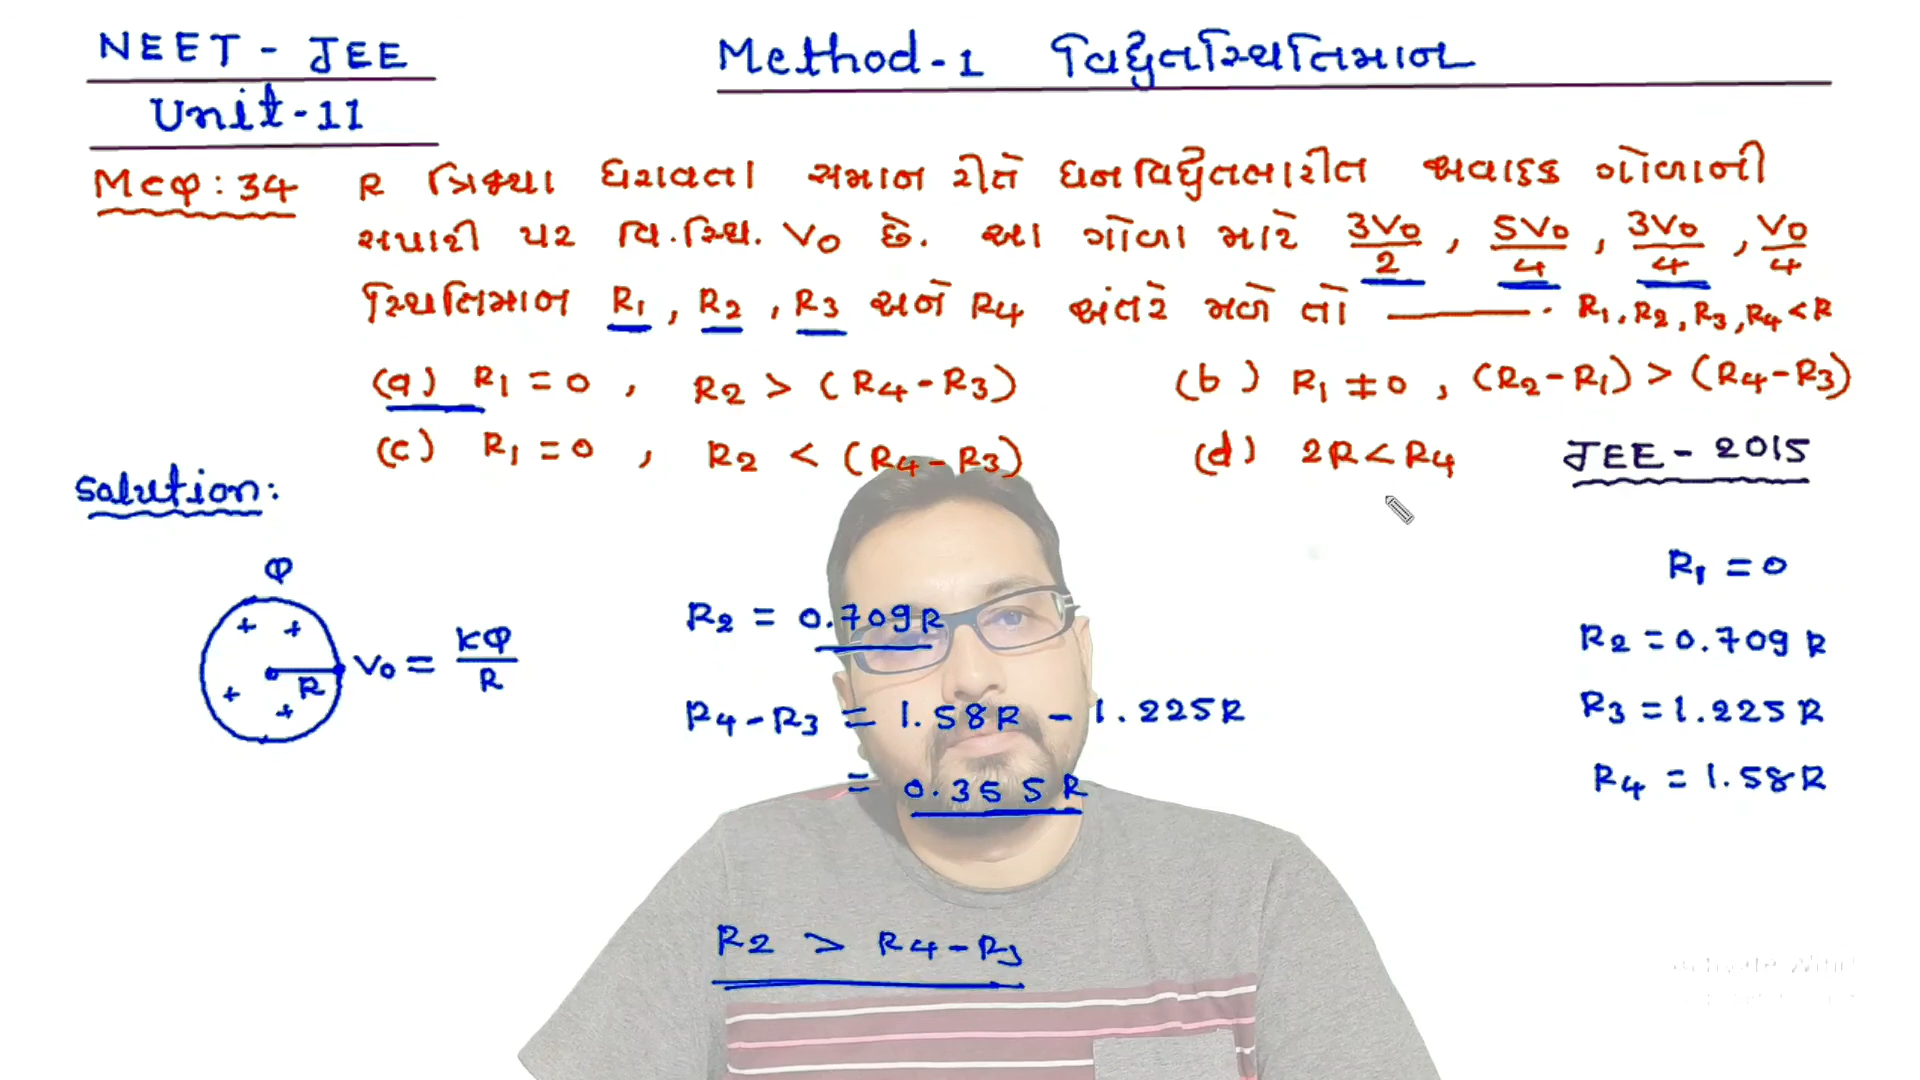 NEET - JEE
Unit - 11
Method - 1 વિદ્યુતસ્થિતિમાન
MCQ : 34 R ત્રિજ્યા ધરાવતા સમાન રીતે ધનવિદ્યુતભારીત અવાહક ગોળાની
સપાટી પર વિ.સ્થિ. V0 છે. આ ગોળા માટે 3V0/2 , 5V0/4 , 3V0/4 , V0/4
સ્થિતિમાન R1 , R2 , R3 અને R4 અંતરે મળે તો ———. R1, R2, R3, R4 < R
(a) R1 = 0 , R2 > (R4 - R3) (b) R1 ≠ 0 , (R2 - R1) > (R4 - R3)
(c) R1 = 0 , R2 < (R4 - R3) (d) 2R < R4 JEE - 2015
Solution:
Q
+ +
+ +
R
V0 = KQ/R
R2 = 0.709R
R4 - R3 = 1.58R - 1.225R
= 0.355R
R2 > R4 - R3
R1 = 0
R2 = 0.709 R
R3 = 1.225 R
R4 = 1.58 R